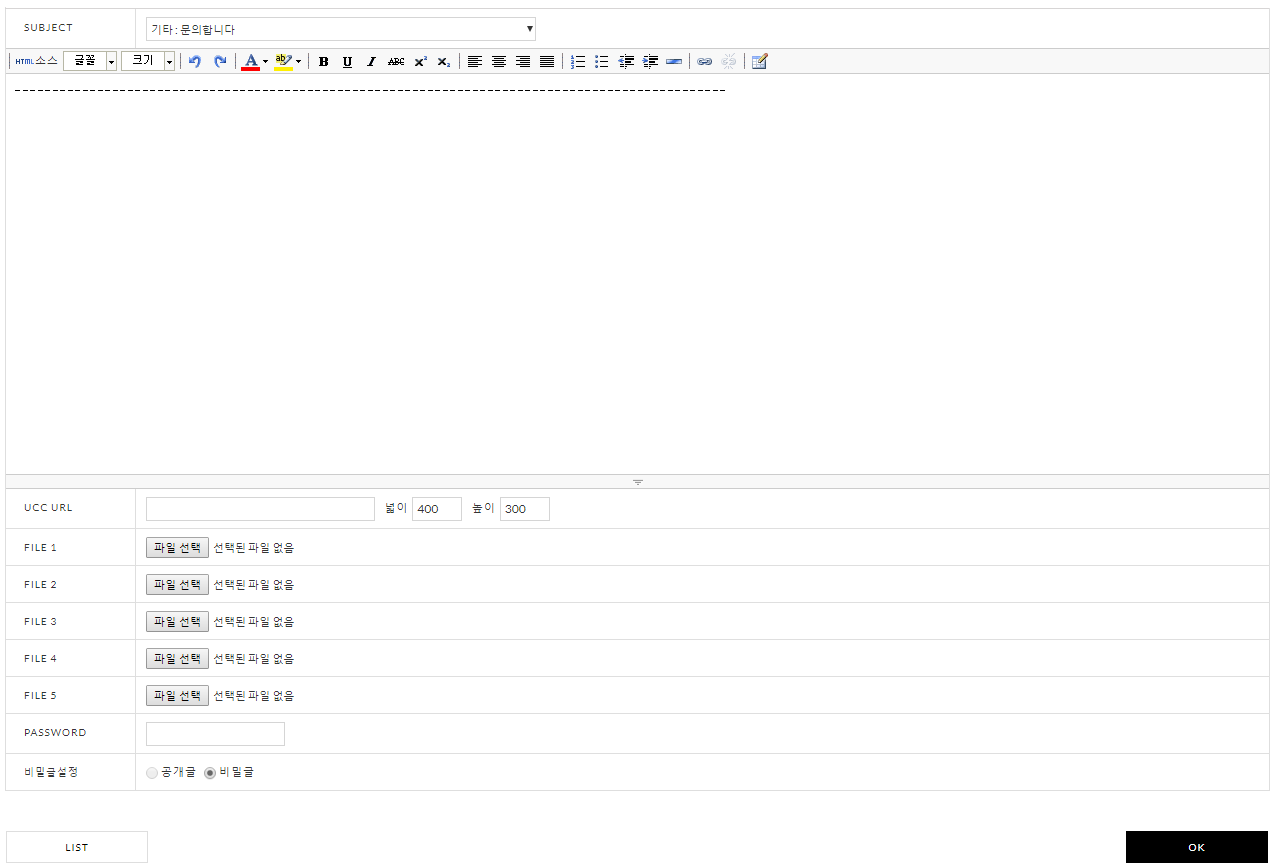 SUBJECT 기타 : 문의합니다
HTML 소스 글꼴 크기 A ab B U I ABC x² x₂
----------------------------------------------------------------------------------------------------
UCC URL 넓이 400 높이 300
FILE 1 파일 선택 선택된 파일 없음
FILE 2 파일 선택 선택된 파일 없음
FILE 3 파일 선택 선택된 파일 없음
FILE 4 파일 선택 선택된 파일 없음
FILE 5 파일 선택 선택된 파일 없음
PASSWORD
비밀글설정 공개글 비밀글
LIST OK